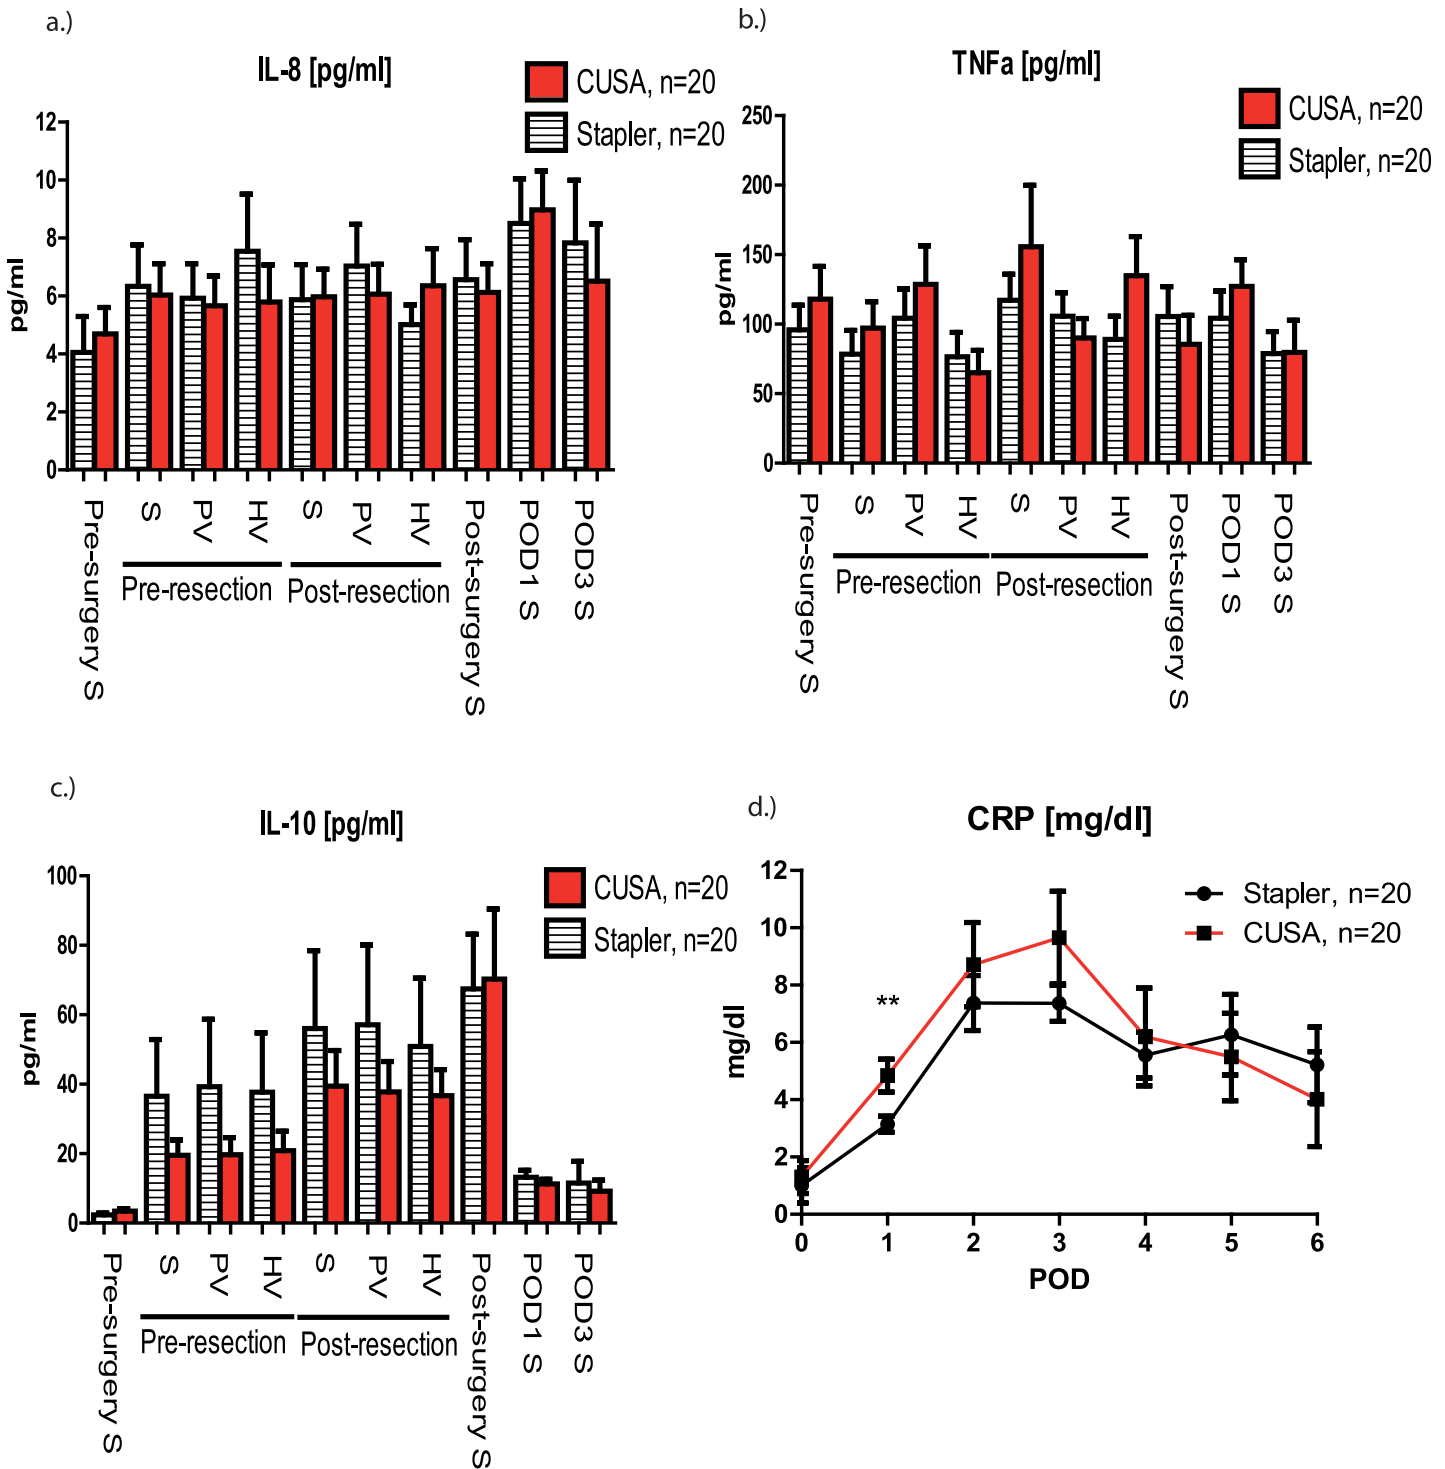 a.)
IL-8 [pg/ml]
CUSA, n=20
Stapler, n=20
12
10
8
6
4
2
0
pg/ml
Pre-surgery S
S
PV
HV
S
PV
HV
Post-surgery S
POD1 S
POD3 S
Pre-resection
Post-resection
b.)
TNFa [pg/ml]
CUSA, n=20
Stapler, n=20
250
200
150
100
50
0
pg/ml
Pre-surgery S
S
PV
HV
S
PV
HV
Post-surgery S
POD1 S
POD3 S
Pre-resection
Post-resection
c.)
IL-10 [pg/ml]
CUSA, n=20
Stapler, n=20
100
80
60
40
20
0
pg/ml
Pre-surgery S
S
PV
HV
S
PV
HV
Post-surgery S
POD1 S
POD3 S
Pre-resection
Post-resection
d.)
CRP [mg/dl]
Stapler, n=20
CUSA, n=20
12
10
8
6
4
2
0
mg/dl
**
0 1 2 3 4 5 6
POD